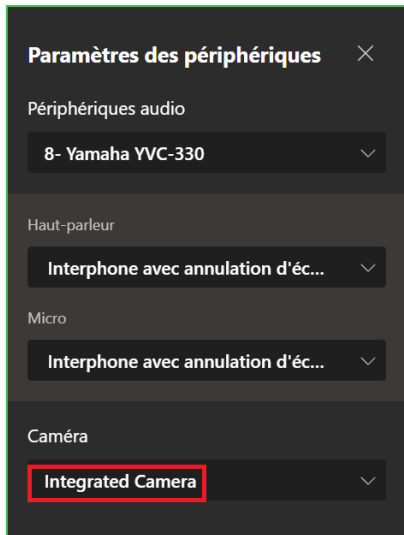 Paramètres des périphériques
Périphériques audio
8- Yamaha YVC-330
Haut-parleur
Interphone avec annulation d'éc...
Micro
Interphone avec annulation d'éc...
Caméra
Integrated Camera